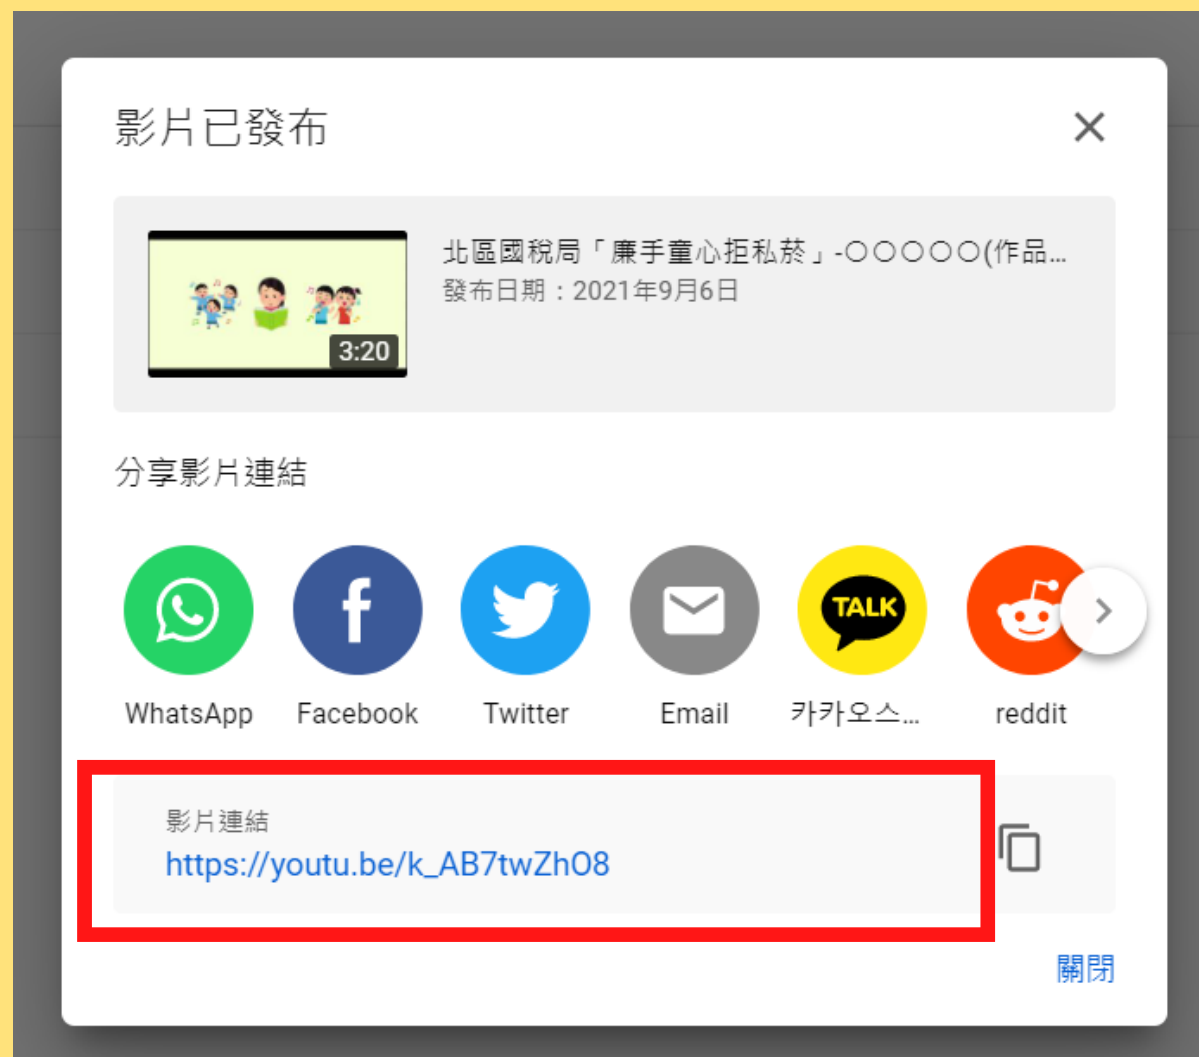 影片已發布
北區國稅局「廉手童心拒私菸」-○○○○○(作品...
發布日期：2021年9月6日
3:20
分享影片連結
TALK
WhatsApp Facebook Twitter Email 카카오스... reddit
影片連結
https://youtu.be/k_AB7twZhO8
關閉